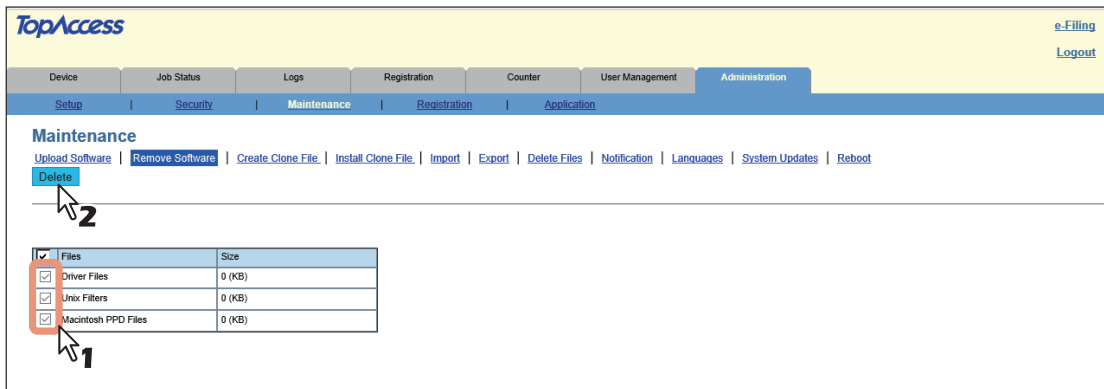 TopAccess
e-Filing
Logout
Device Job Status Logs Registration Counter User Management Administration
Setup | Security | Maintenance | Registration | Application
Maintenance
Upload Software | Remove Software | Create Clone File | Install Clone File | Import | Export | Delete Files | Notification | Languages | System Updates | Reboot
Delete
2
Files Size
Driver Files 0 (KB)
Unix Filters 0 (KB)
Macintosh PPD Files 0 (KB)
1